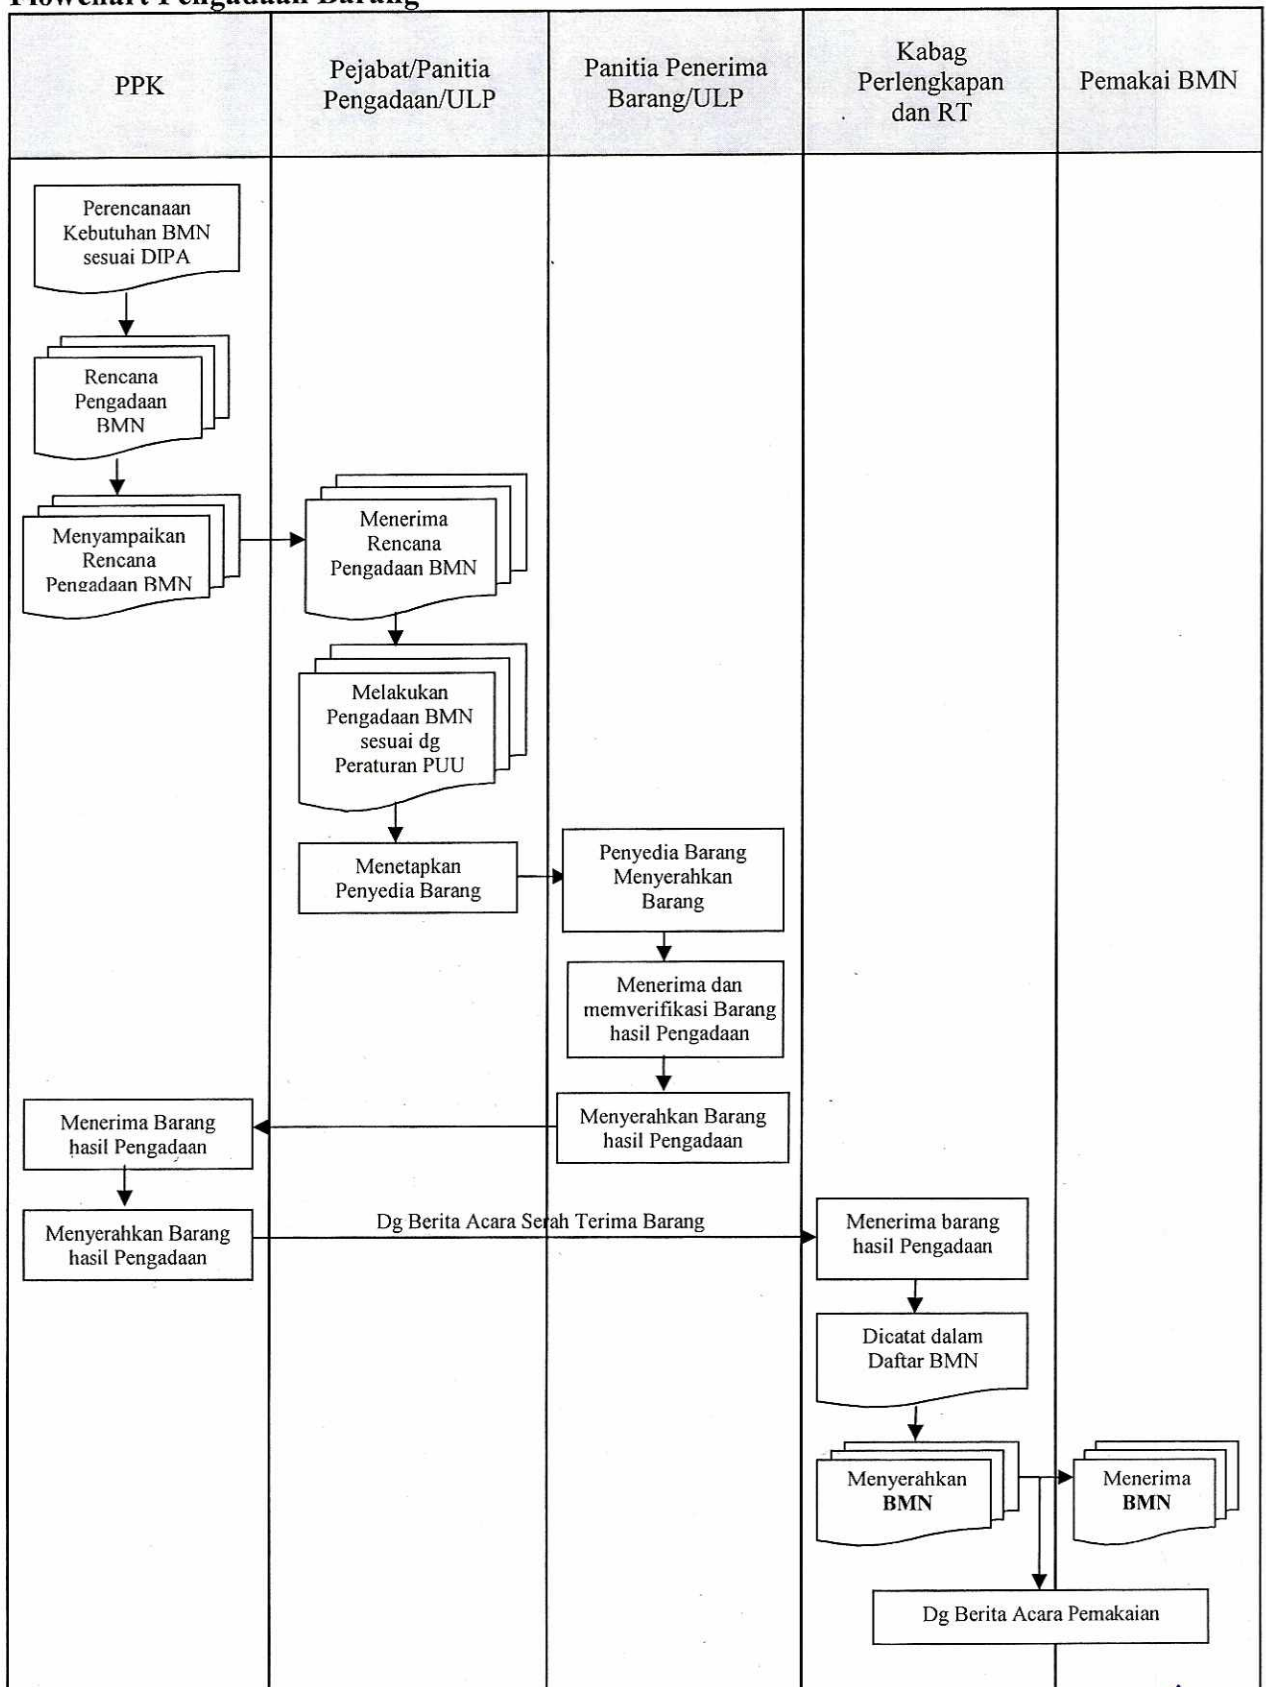 Flowchart Pengadaan Barang
PPK
Pejabat/Panitia
Pengadaan/ULP
Panitia Penerima
Barang/ULP
Kabag
Perlengkapan
dan RT
Pemakai BMN
Perencanaan
Kebutuhan BMN
sesuai DIPA
Rencana
Pengadaan
BMN
Menyampaikan
Rencana
Pengadaan BMN
Menerima
Rencana
Pengadaan BMN
Melakukan
Pengadaan BMN
sesuai dg
Peraturan PUU
Menetapkan
Penyedia Barang
Penyedia Barang
Menyerahkan
Barang
Menerima dan
memverifikasi Barang
hasil Pengadaan
Menyerahkan Barang
hasil Pengadaan
Menerima Barang
hasil Pengadaan
Menyerahkan Barang
hasil Pengadaan
Dg Berita Acara Serah Terima Barang
Menerima barang
hasil Pengadaan
Dicatat dalam
Daftar BMN
Menyerahkan
BMN
Menerima
BMN
Dg Berita Acara Pemakaian